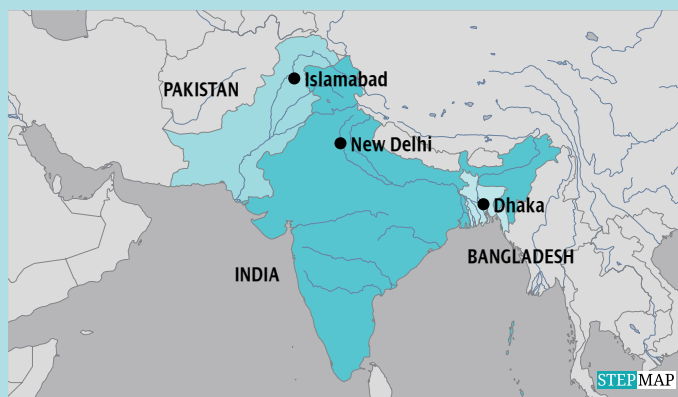 Islamabad
PAKISTAN
New Delhi
Dhaka
BANGLADESH
INDIA
STEPMAP